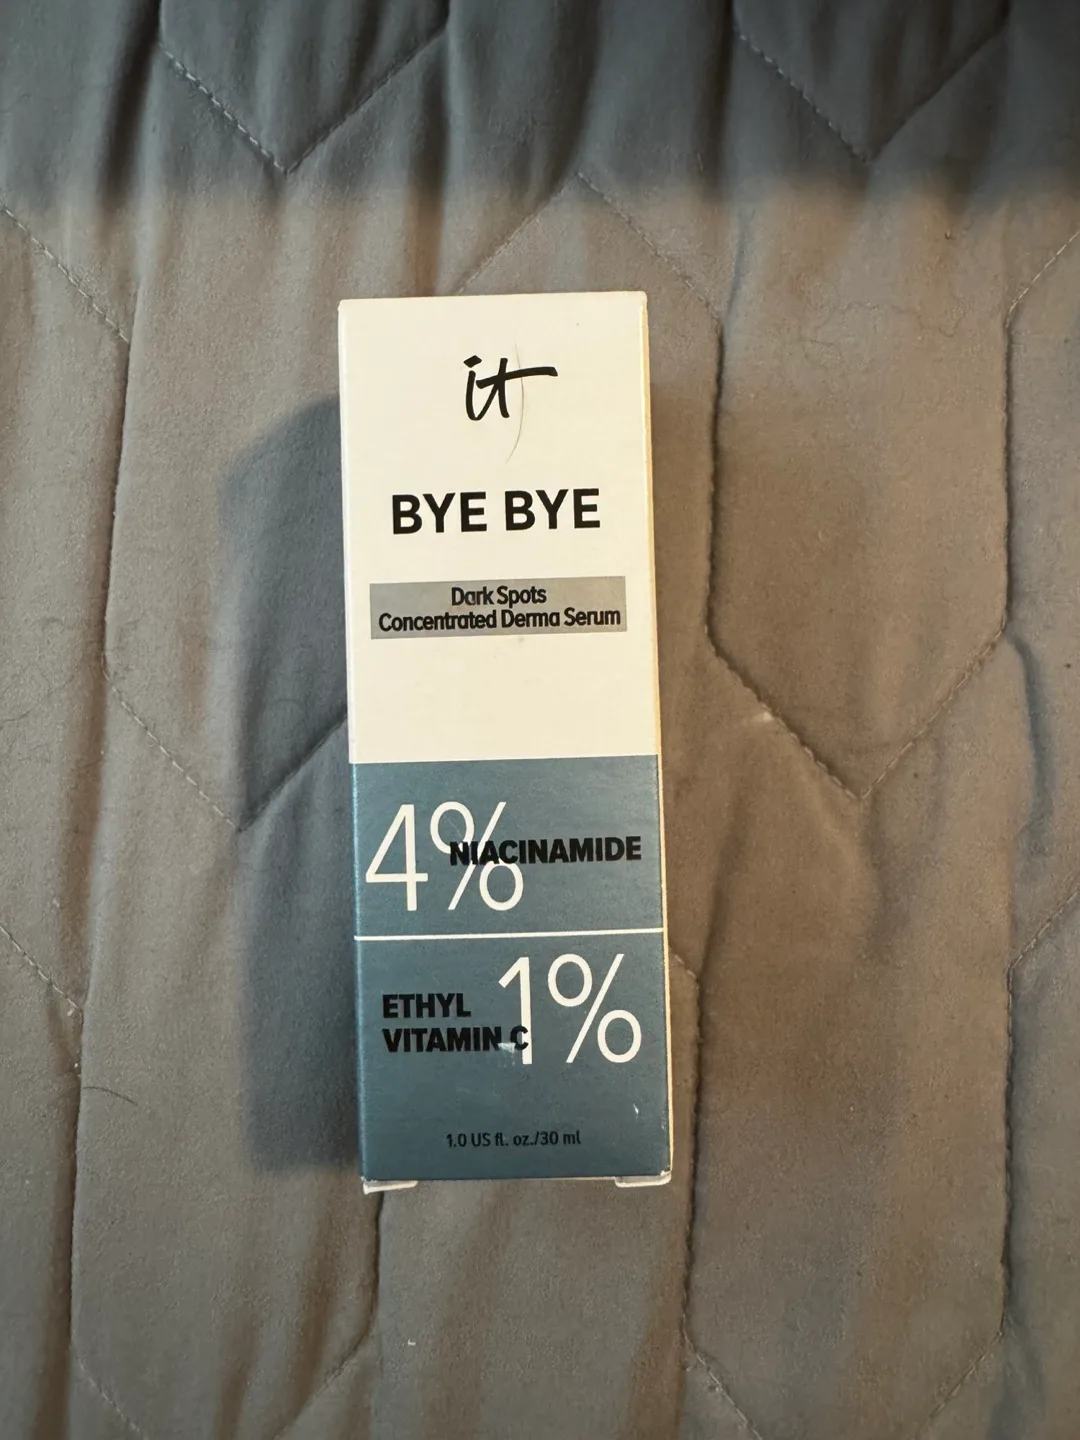 it
BYE BYE
Dark Spots
Concentrated Derma Serum
4% NIACINAMIDE
ETHYL
VITAMIN C
1%
1.0 US fl. oz./30 ml